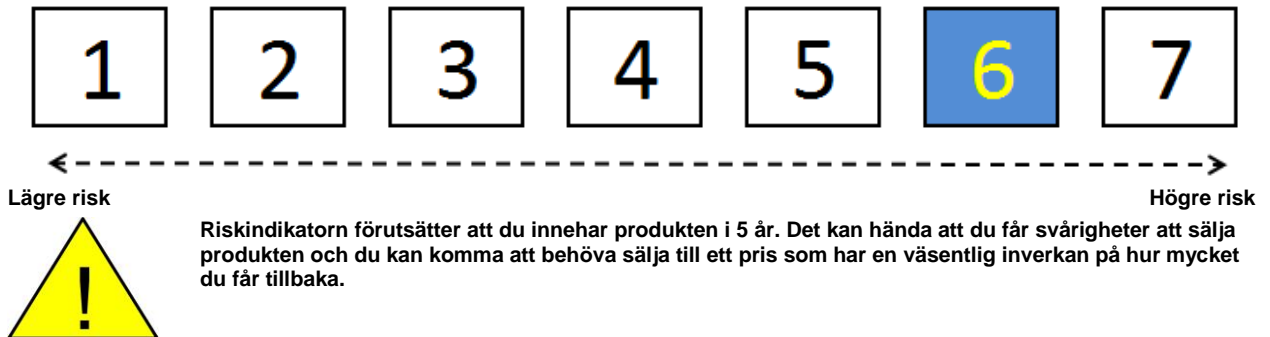 1 2 3 4 5 6 7
Lägre risk Högre risk
Riskindikatorn förutsätter att du innehar produkten i 5 år. Det kan hända att du får svårigheter att sälja
produkten och du kan komma att behöva sälja till ett pris som har en väsentlig inverkan på hur mycket
du får tillbaka.
!